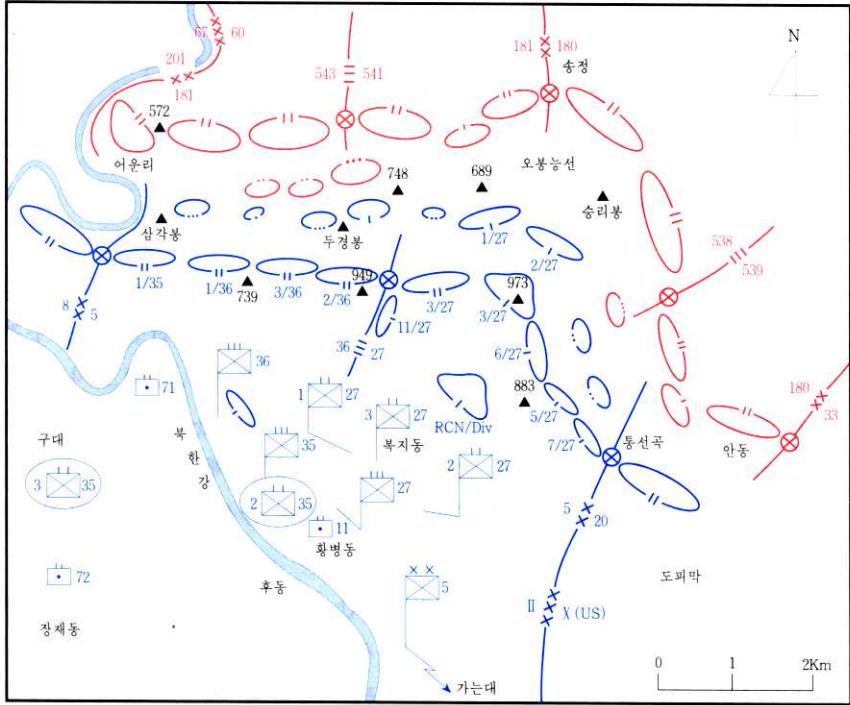 67 60
201
181
572
어운리
543 541
181 180
송정
N
748
689
오봉능선
승리봉
삼각봉
두경봉
1/27
2/27
538
539
1/35
1/36
739
3/36
949
2/36
3/27
973
3/27
8 5
11/27
36 27
6/27
36
71
1 27
883
5/27
180
33
구대
북한강
35
3 27
복지동
RCN/Div
7/27
통선곡
안동
3 35
2 35
27
2 27
11
황병동
5 20
72
후동
5
도피막
장재동
II X (US)
가는대
0 1 2Km